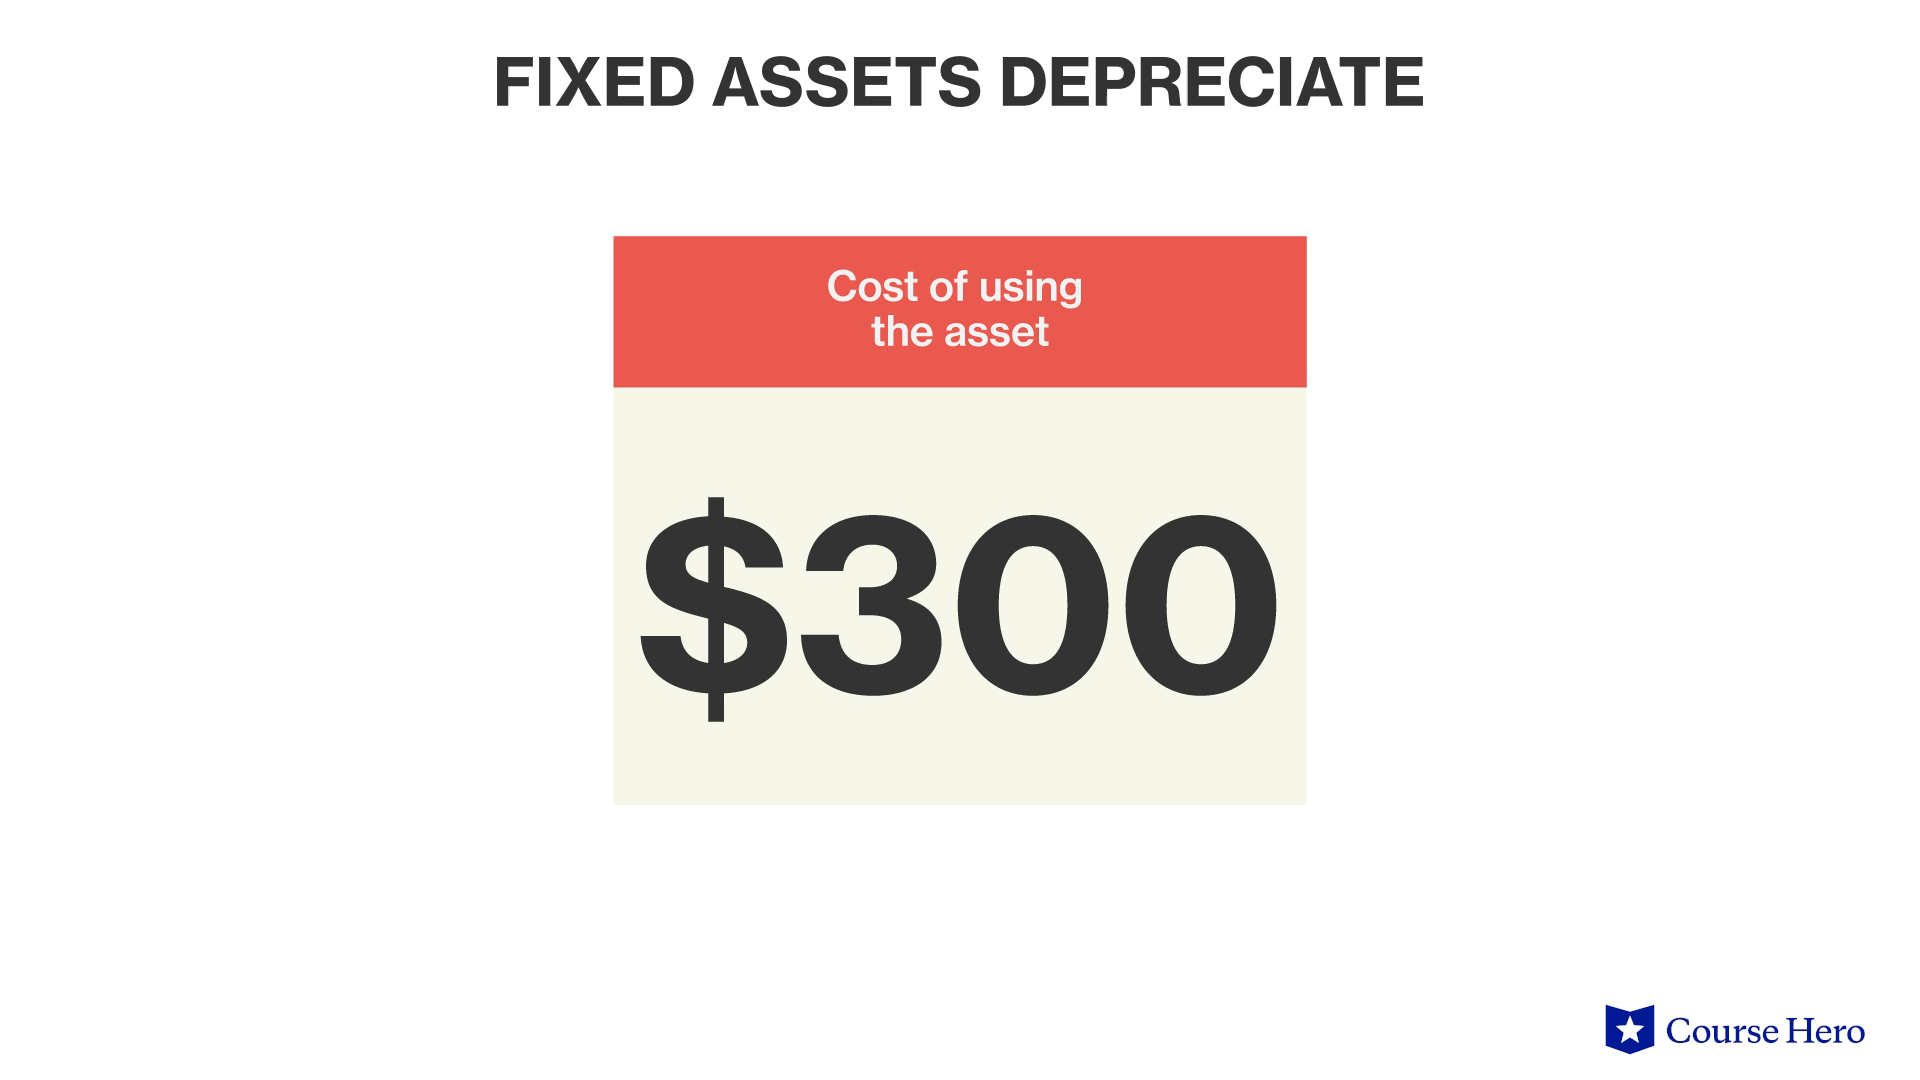 FIXED ASSETS DEPRECIATE
Cost of using
the asset
$300
Course Hero